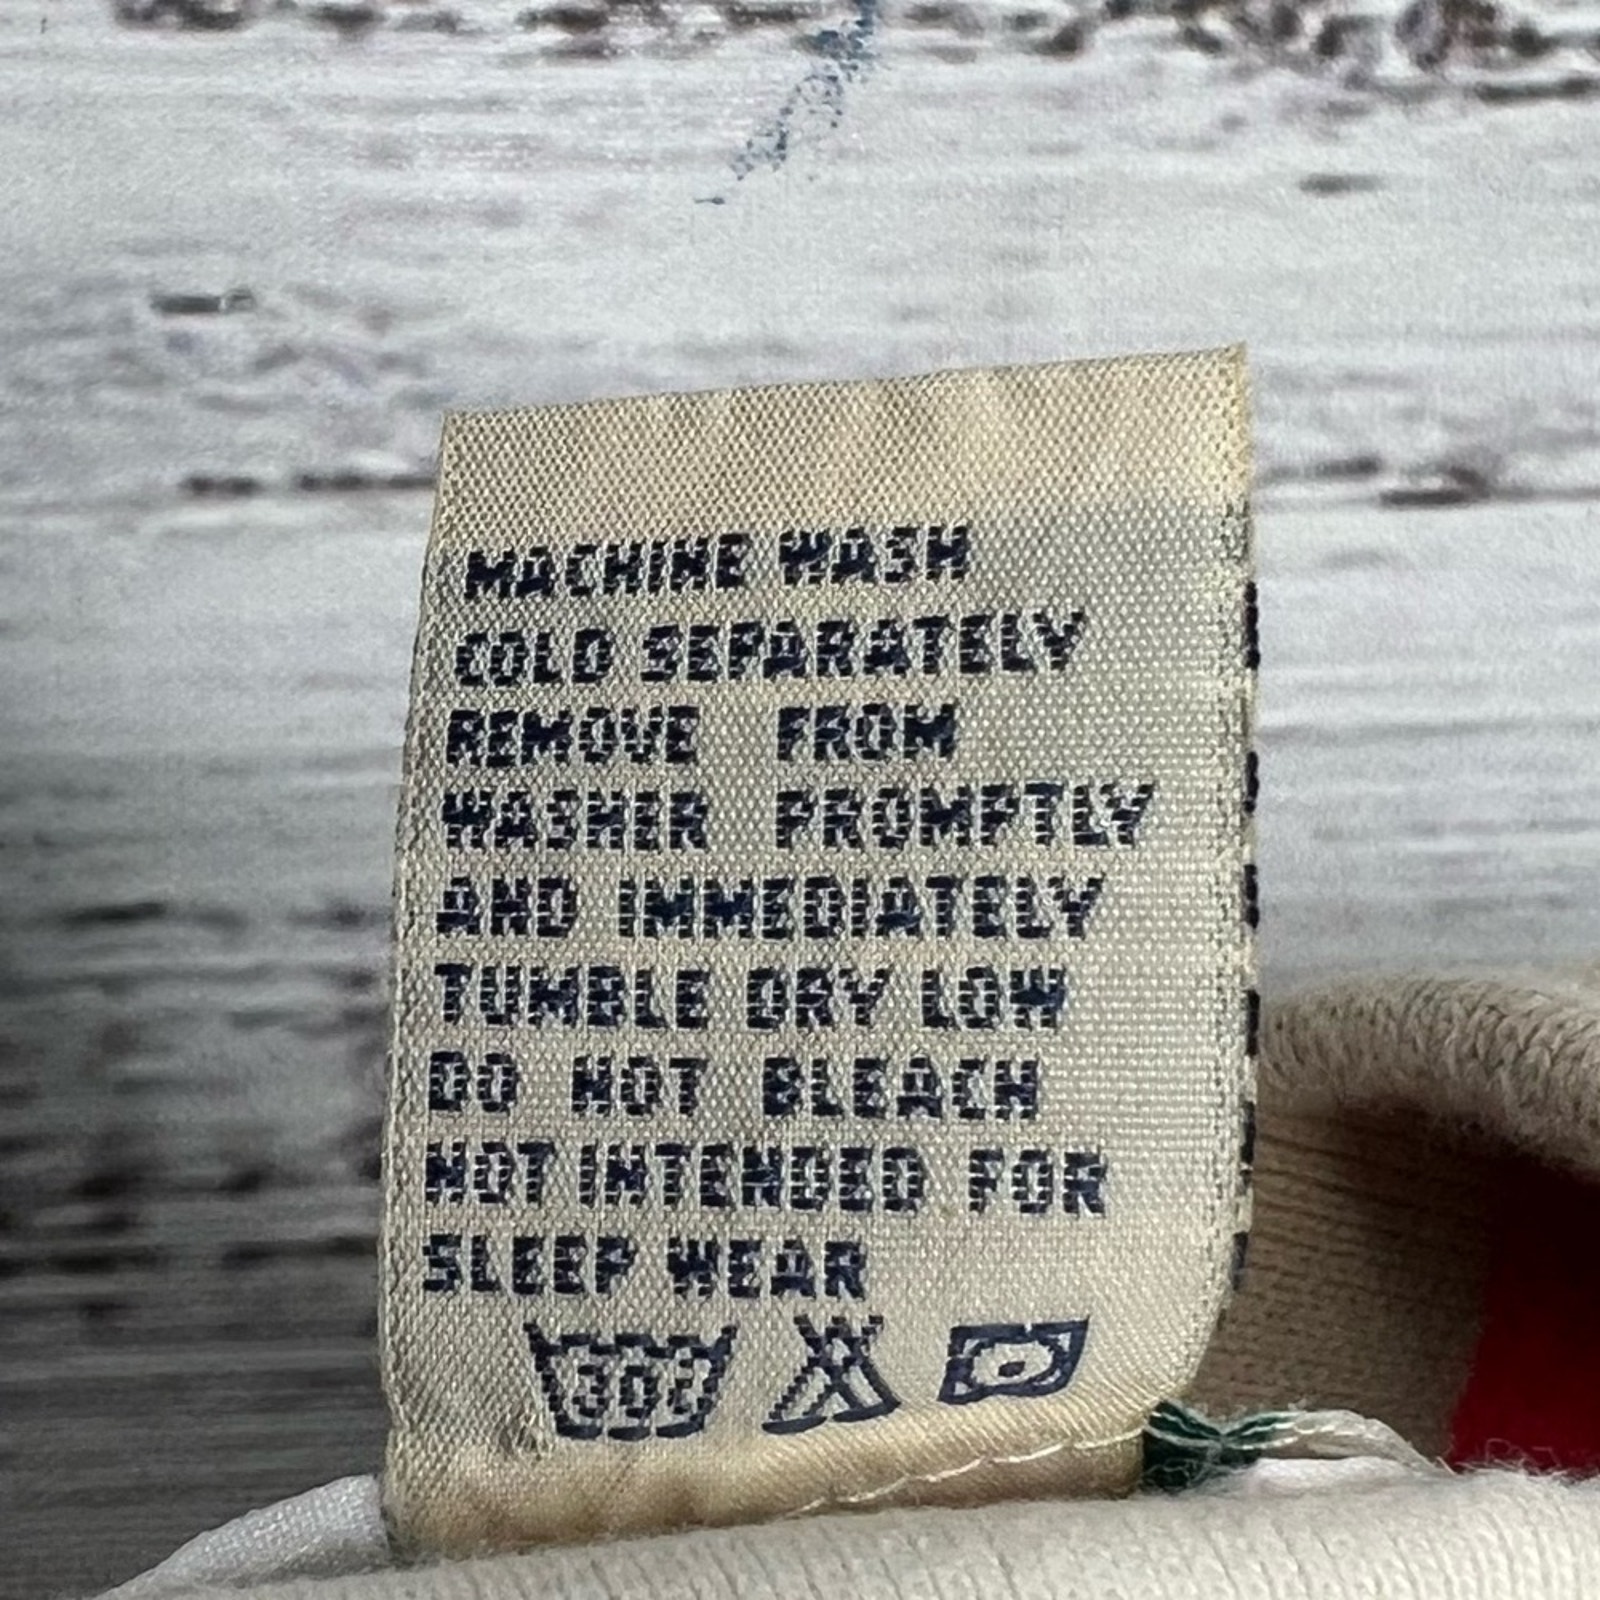 MACHINE WASH
COLD SEPARATELY
REMOVE FROM
WASHER PROMPTLY
AND IMMEDIATELY
TUMBLE DRY LOW
DO NOT BLEACH
NOT INTENDED FOR
SLEEP WEAR
30c